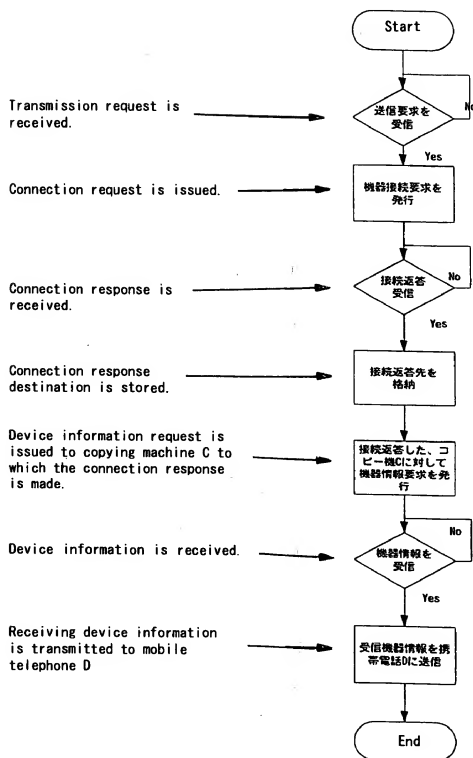 Start
Transmission request is
received.
送信要求を
受信
No
Yes
Connection request is issued.
機器接続要求を
発行
Connection response is
received.
接続返答
受信
No
Yes
Connection response
destination is stored.
接続返答先を
格納
Device information request is
issued to copying machine C to
which the connection response
is made.
接続返答した、コ
ピー機Cに対して
機器情報要求を発
行
Device information is received.
機器情報を
受信
No
Yes
Receiving device information
is transmitted to mobile
telephone D
受信機器情報を携
帯電話Dに送信
End